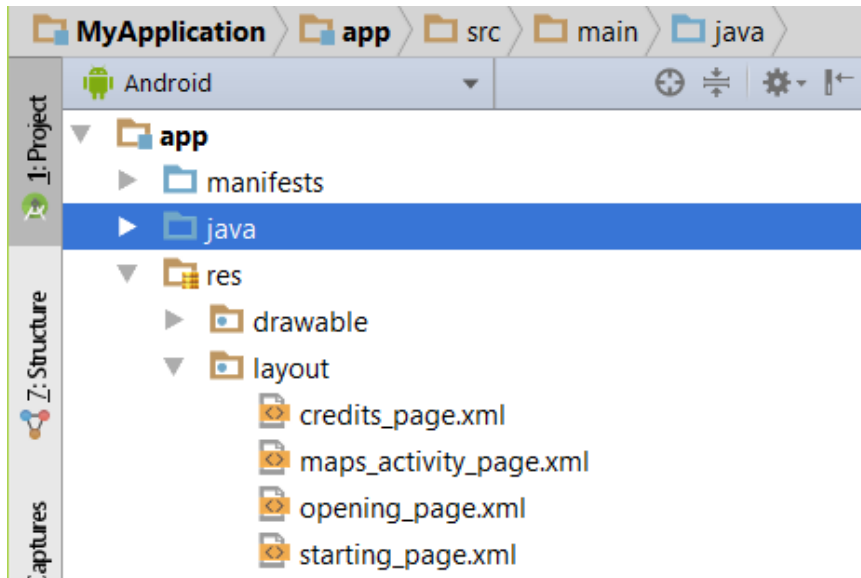 MyApplication app src main java
Android
1: Project
app
manifests
java
res
drawable
7: Structure
layout
credits_page.xml
maps_activity_page.xml
opening_page.xml
Captures
starting_page.xml